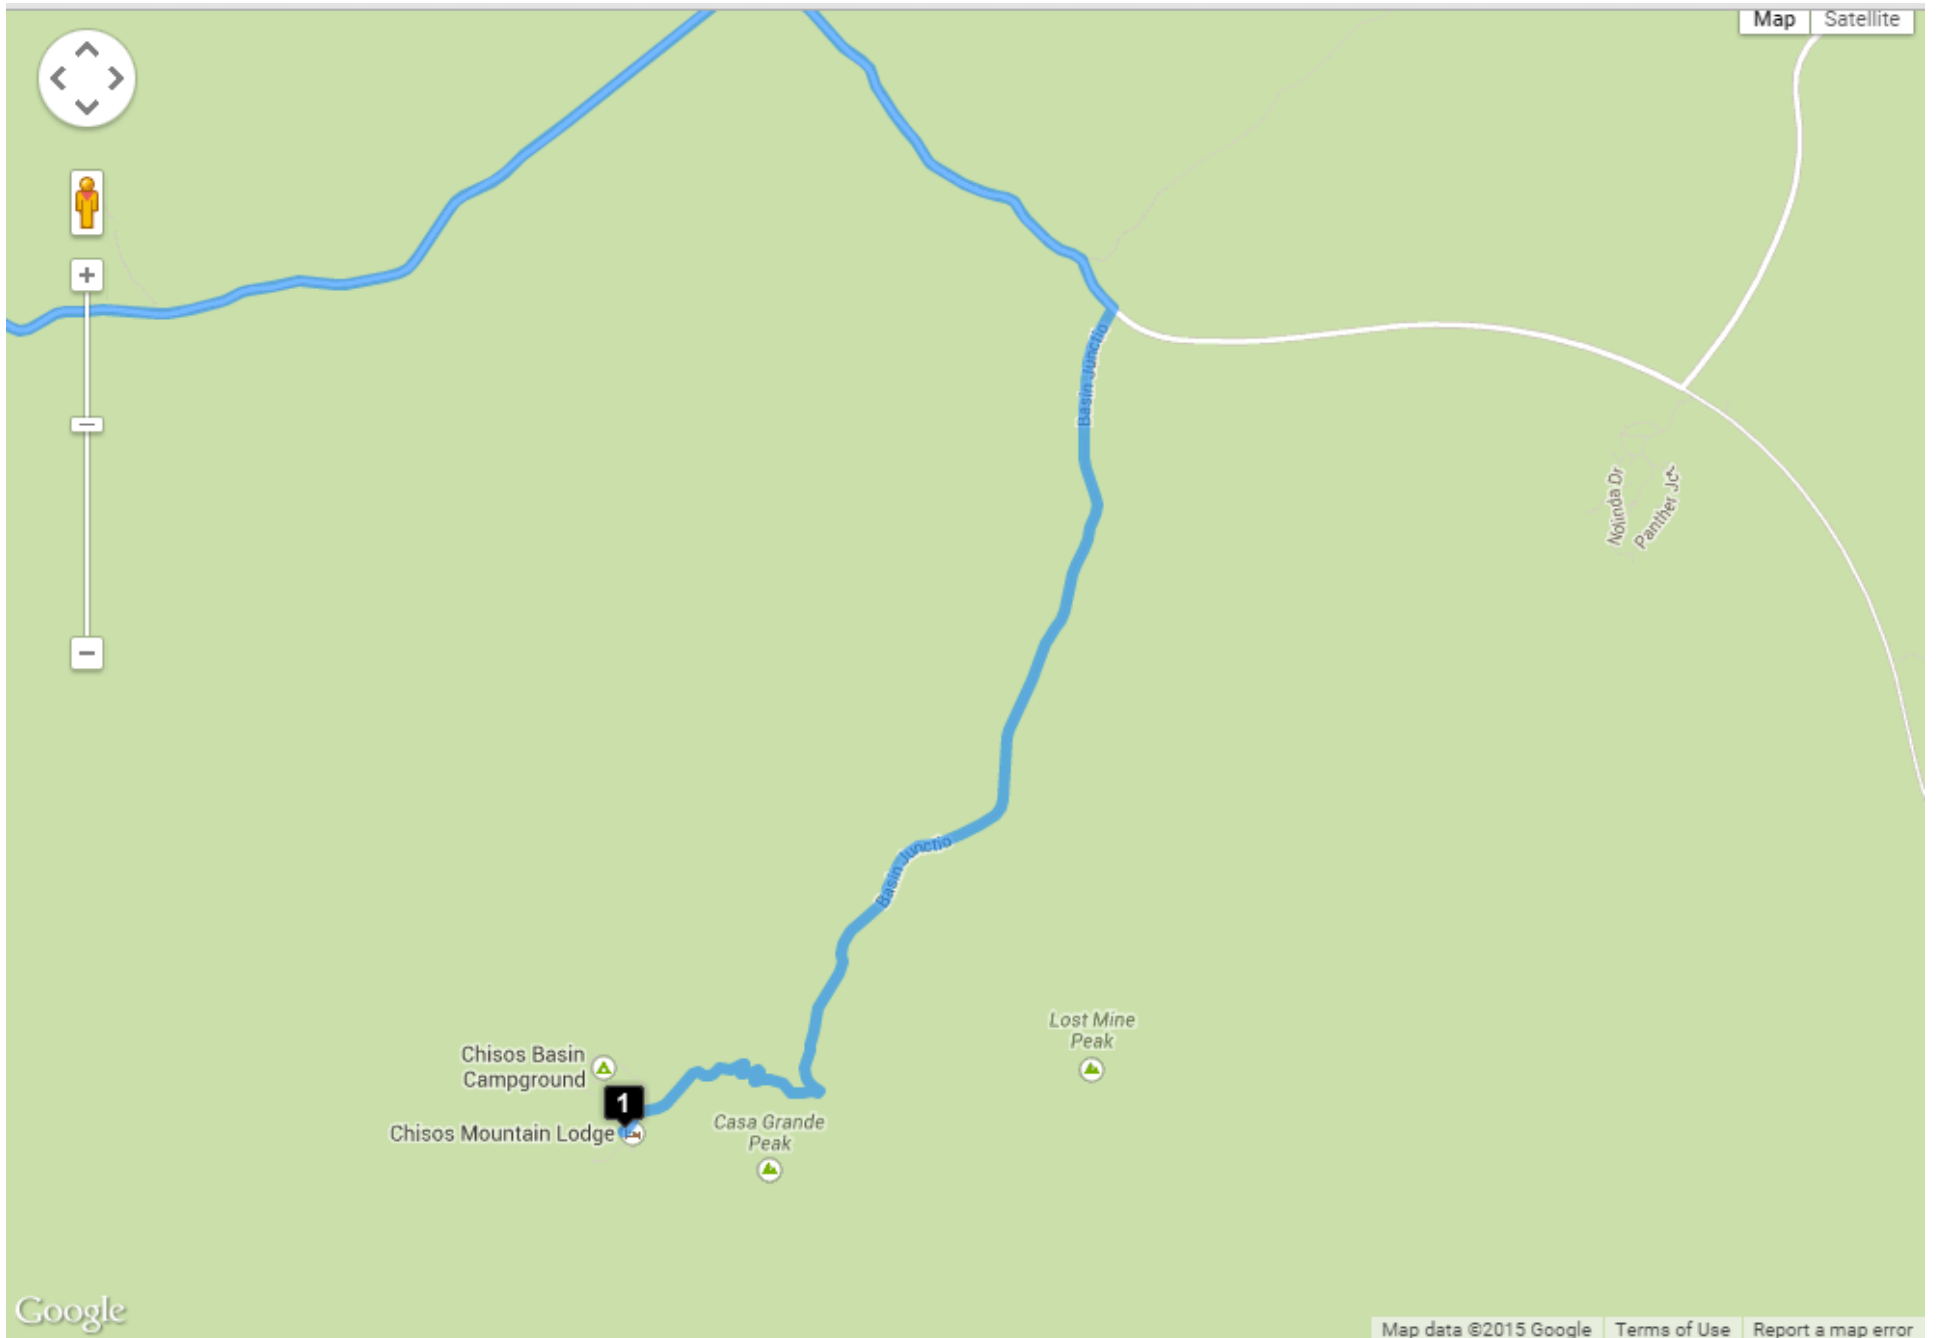 Map Satellite
Basin Junctio
Nolinda Dr
Panther Jct
Basin Junctio
Lost Mine
Peak
Chisos Basin
Campground
1
Chisos Mountain Lodge
Casa Grande
Peak
Google
Map data ©2015 Google Terms of Use Report a map error